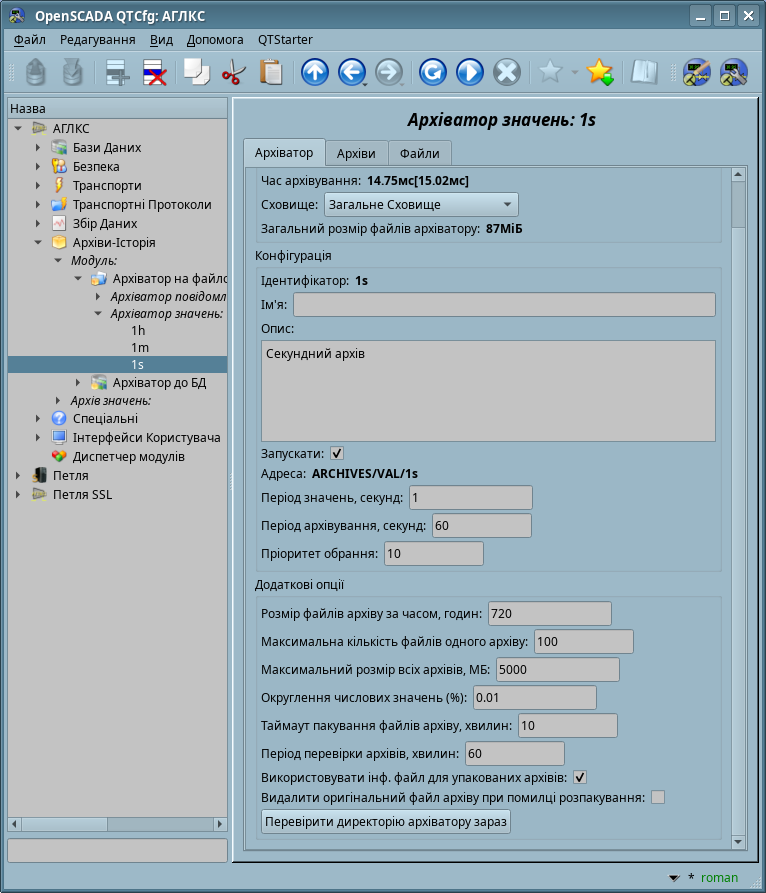 OpenSCADA QTCfg: АГЛКС
Файл Редагування Вид Допомога QTStarter
Назва
АГЛКС
Бази Даних
Безпека
Транспорти
Транспортні Протоколи
Збір Даних
Архіви-Історія
Модуль:
Архіватор на файло
Архіватор повідомл
Архіватор значень:
1h
1m
1s
Архіватор до БД
Архів значень:
Спеціальні
Інтерфейси Користувача
Диспетчер модулів
Петля
Петля SSL
Архіватор значень: 1s
Архіватор Архіви Файли
Час архівування: 14.75мс[15.02мс]
Сховище: Загальне Сховище
Загальний розмір файлів архіватору: 87МіБ
Конфігурація
Ідентифікатор: 1s
Ім'я:
Опис:
Секундний архів
Запускати:
Адреса: ARCHIVES/VAL/1s
Період значень, секунд: 1
Період архівування, секунд: 60
Пріоритет обрання: 10
Додаткові опції
Розмір файлів архіву за часом, годин: 720
Максимальна кількість файлів одного архіву: 100
Максимальний розмір всіх архівів, МБ: 5000
Округлення числових значень (%): 0.01
Таймаут пакування файлів архіву, хвилин: 10
Період перевірки архівів, хвилин: 60
Використовувати інф. файл для упакованих архівів:
Видалити оригінальний файл архіву при помилці розпакування:
Перевірити директорію архіватору зараз
* roman